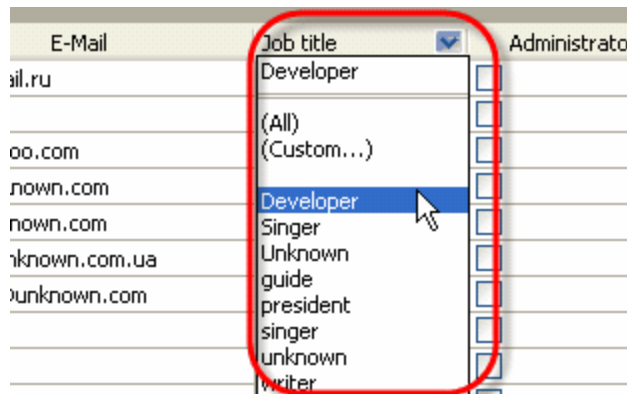 E-Mail Job title Administrato
ail.ru Developer
(All)
oo.com (Custom...)
nown.com Developer
nown.com Singer
nknown.com.ua Unknown
guide
unknown.com president
singer
unknown
writer